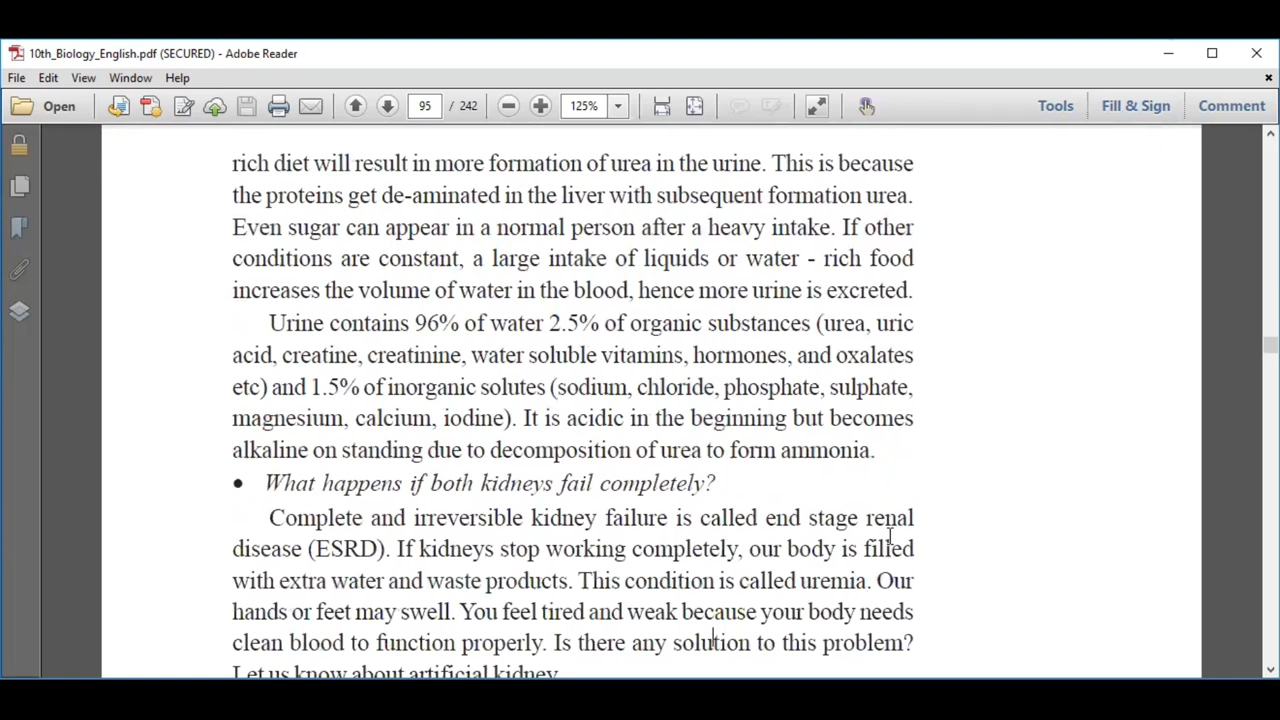 10th_Biology_English.pdf (SECURED) - Adobe Reader
File Edit View Window Help
Open 95 / 242 125% Tools Fill & Sign Comment
rich diet will result in more formation of urea in the urine. This is because
the proteins get de-aminated in the liver with subsequent formation urea.
Even sugar can appear in a normal person after a heavy intake. If other
conditions are constant, a large intake of liquids or water - rich food
increases the volume of water in the blood, hence more urine is excreted.
Urine contains 96% of water 2.5% of organic substances (urea, uric
acid, creatine, creatinine, water soluble vitamins, hormones, and oxalates
etc) and 1.5% of inorganic solutes (sodium, chloride, phosphate, sulphate,
magnesium, calcium, iodine). It is acidic in the beginning but becomes
alkaline on standing due to decomposition of urea to form ammonia.
• What happens if both kidneys fail completely?
Complete and irreversible kidney failure is called end stage renal
disease (ESRD). If kidneys stop working completely, our body is filled
with extra water and waste products. This condition is called uremia. Our
hands or feet may swell. You feel tired and weak because your body needs
clean blood to function properly. Is there any solution to this problem?
Let us know about artificial kidney.